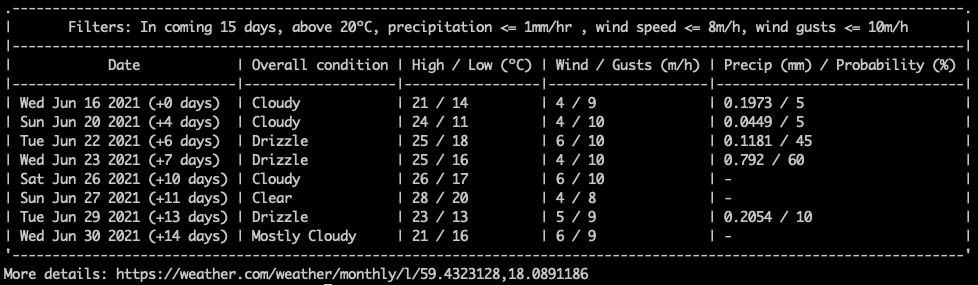 .------------------------------------------------------------------------------------------------------------------------.
|       Filters: In coming 15 days, above 20°C, precipitation <= 1mm/hr , wind speed <= 8m/h, wind gusts <= 10m/h       |
|------------------------------------------------------------------------------------------------------------------------|
|            Date            | Overall condition | High / Low (°C) | Wind / Gusts (m/h) | Precip (mm) / Probability (%) |
|----------------------------|-------------------|-----------------|--------------------|-------------------------------|
| Wed Jun 16 2021 (+0 days)  | Cloudy            | 21 / 14         | 4 / 9              | 0.1973 / 5                    |
| Sun Jun 20 2021 (+4 days)  | Cloudy            | 24 / 11         | 4 / 10             | 0.0449 / 5                    |
| Tue Jun 22 2021 (+6 days)  | Drizzle           | 25 / 18         | 6 / 10             | 0.1181 / 45                   |
| Wed Jun 23 2021 (+7 days)  | Drizzle           | 25 / 16         | 4 / 10             | 0.792 / 60                    |
| Sat Jun 26 2021 (+10 days) | Cloudy            | 26 / 17         | 6 / 10             | -                             |
| Sun Jun 27 2021 (+11 days) | Clear             | 28 / 20         | 4 / 8              | -                             |
| Tue Jun 29 2021 (+13 days) | Drizzle           | 23 / 13         | 5 / 9              | 0.2054 / 10                   |
| Wed Jun 30 2021 (+14 days) | Mostly Cloudy     | 21 / 16         | 6 / 9              | -                             |
'------------------------------------------------------------------------------------------------------------------------'
More details: https://weather.com/weather/monthly/l/59.4323128,18.0891186